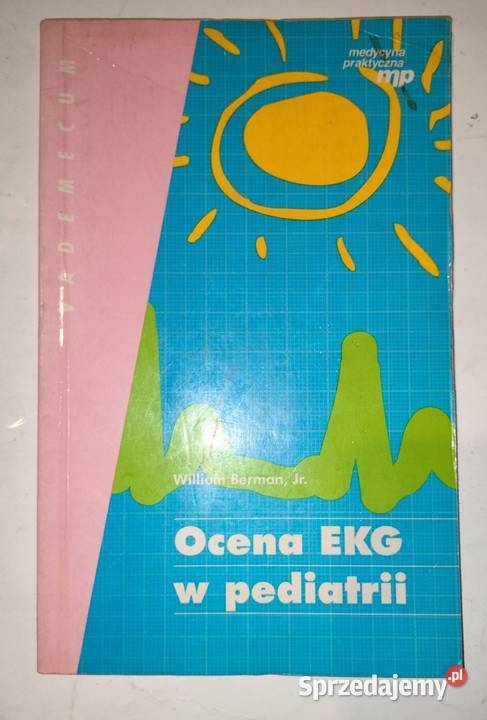 medycyna
praktyczna
mp
VADEMECUM
William Berman, Jr.
Ocena EKG
w pediatrii
Sprzedajemy.pl